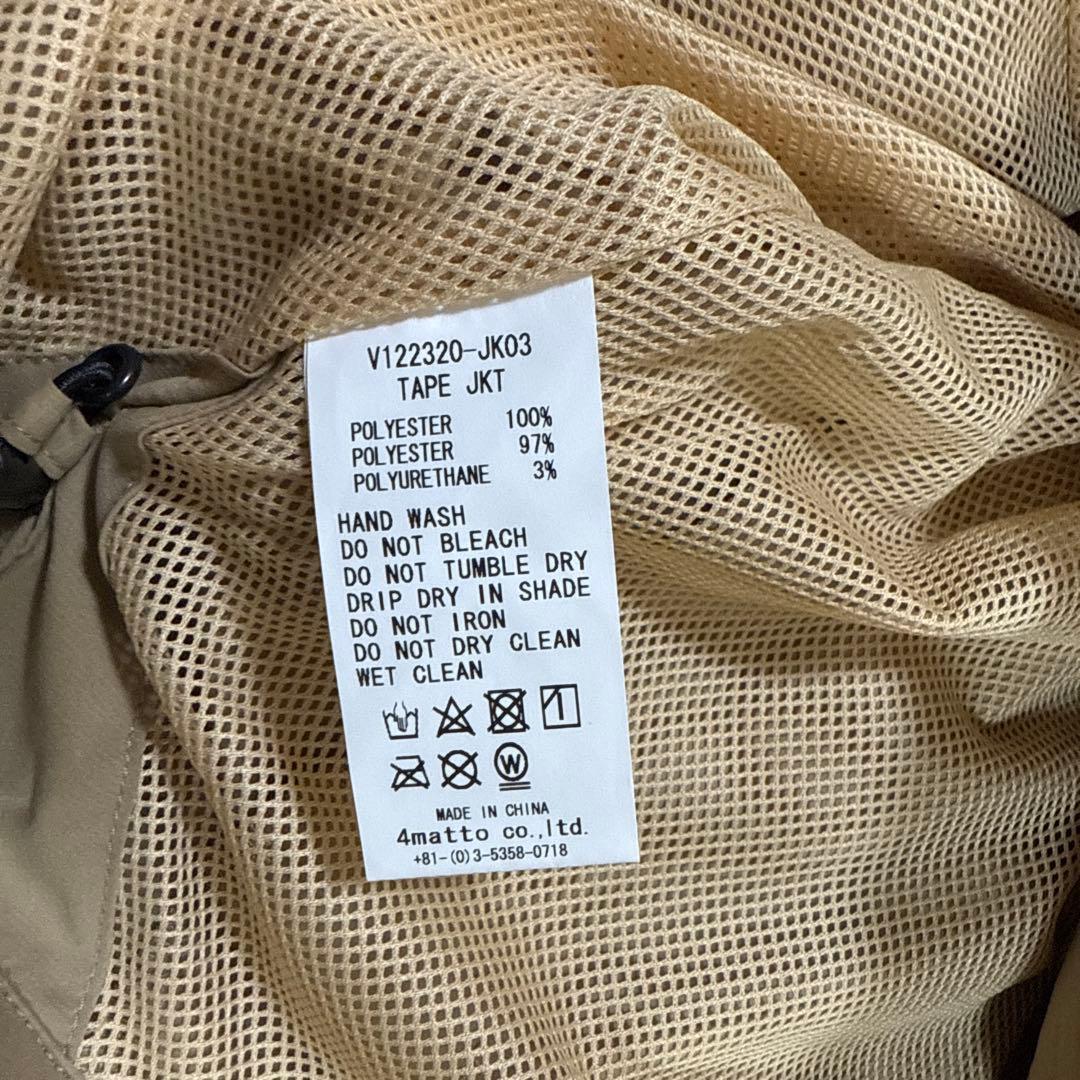 V122320-JK03
TAPE JKT
POLYESTER 100%
POLYESTER 97%
POLYURETHANE 3%
HAND WASH
DO NOT BLEACH
DO NOT TUMBLE DRY
DRIP DRY IN SHADE
DO NOT IRON
DO NOT DRY CLEAN
WET CLEAN
W
MADE IN CHINA
4matto co.,ltd.
+81-(0)3-5358-0718